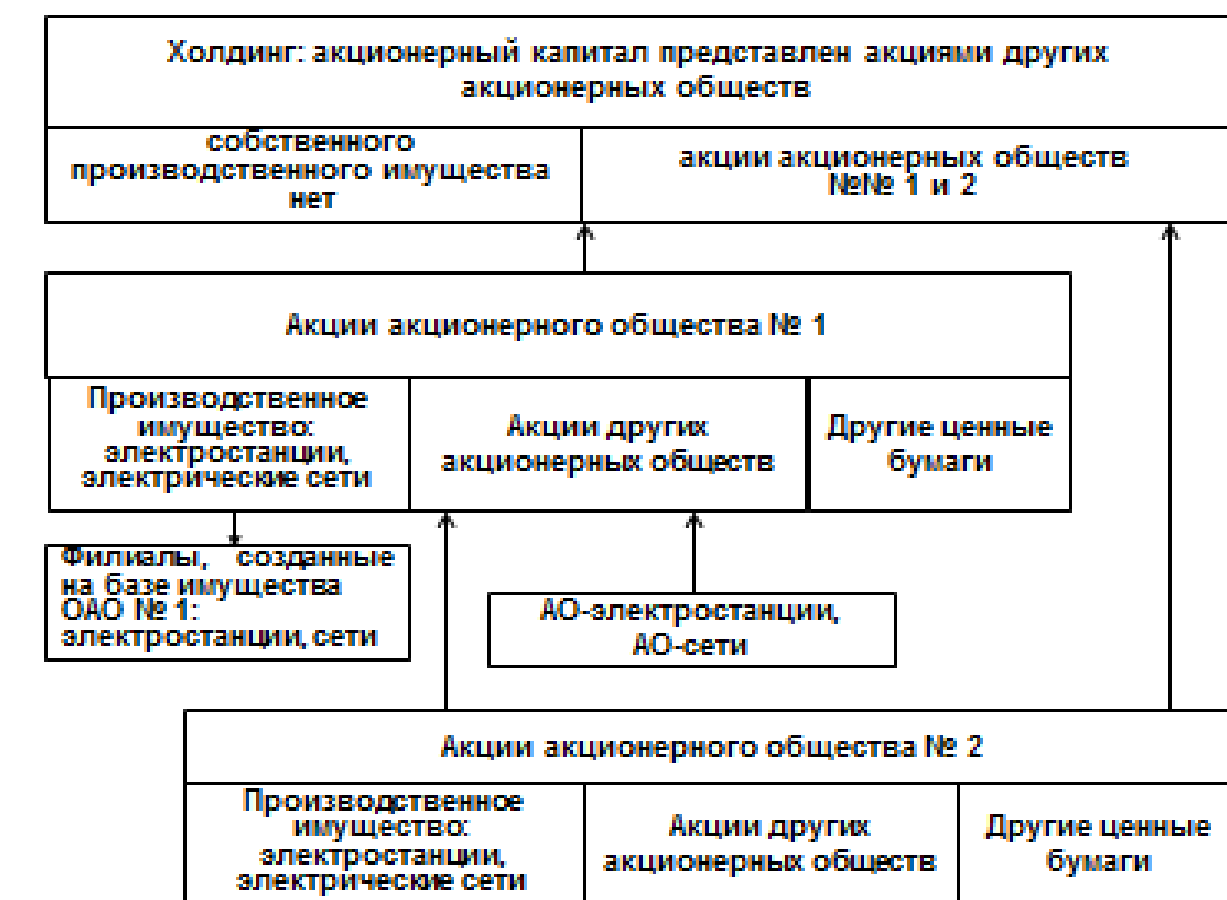 Холдинг: акционерный капитал представлен акциями других
акционерных обществ
собственного
производственного имущества
нет
акции акционерных обществ
№№ 1 и 2
Акции акционерного общества № 1
Производственное
имущество:
электростанции,
электрические сети
Акции других
акционерных обществ
Другие ценные
бумаги
Филиалы, созданные
на базе имущества
ОАО № 1:
электростанции, сети
АО-электростанции,
АО-сети
Акции акционерного общества № 2
Производственное
имущество:
электростанции,
электрические сети
Акции других
акционерных обществ
Другие ценные
бумаги